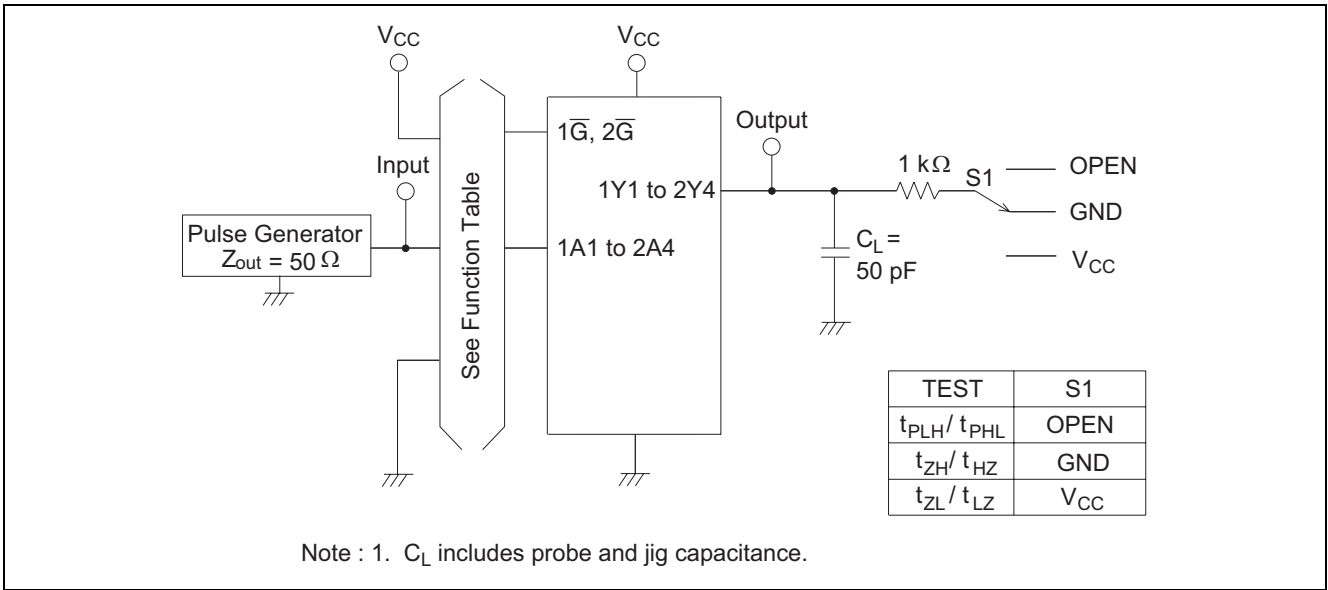 VCC
VCC
Input
Pulse Generator
Zout = 50 Ω
See Function Table
1G̅, 2G̅
1Y1 to 2Y4
1A1 to 2A4
Output
1 kΩ
S1
OPEN
GND
VCC
CL =
50 pF
TEST S1
tPLH / tPHL OPEN
tZH / tHZ GND
tZL / tLZ VCC
Note : 1. CL includes probe and jig capacitance.